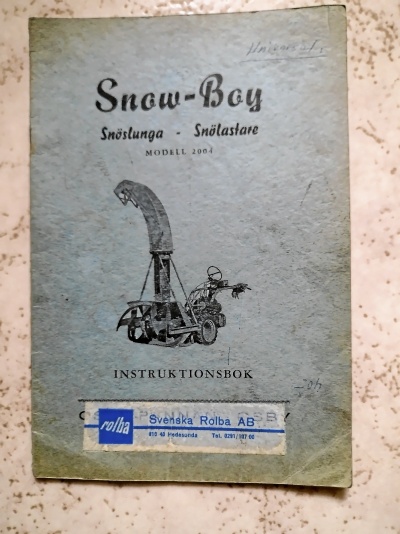 Snow-Boy
Snöslunga - Snölastare
MODELL 2004
INSTRUKTIONSBOK
rolba
Svenska Rolba AB
810 40 Hedesunda Tel. 0291/107 00